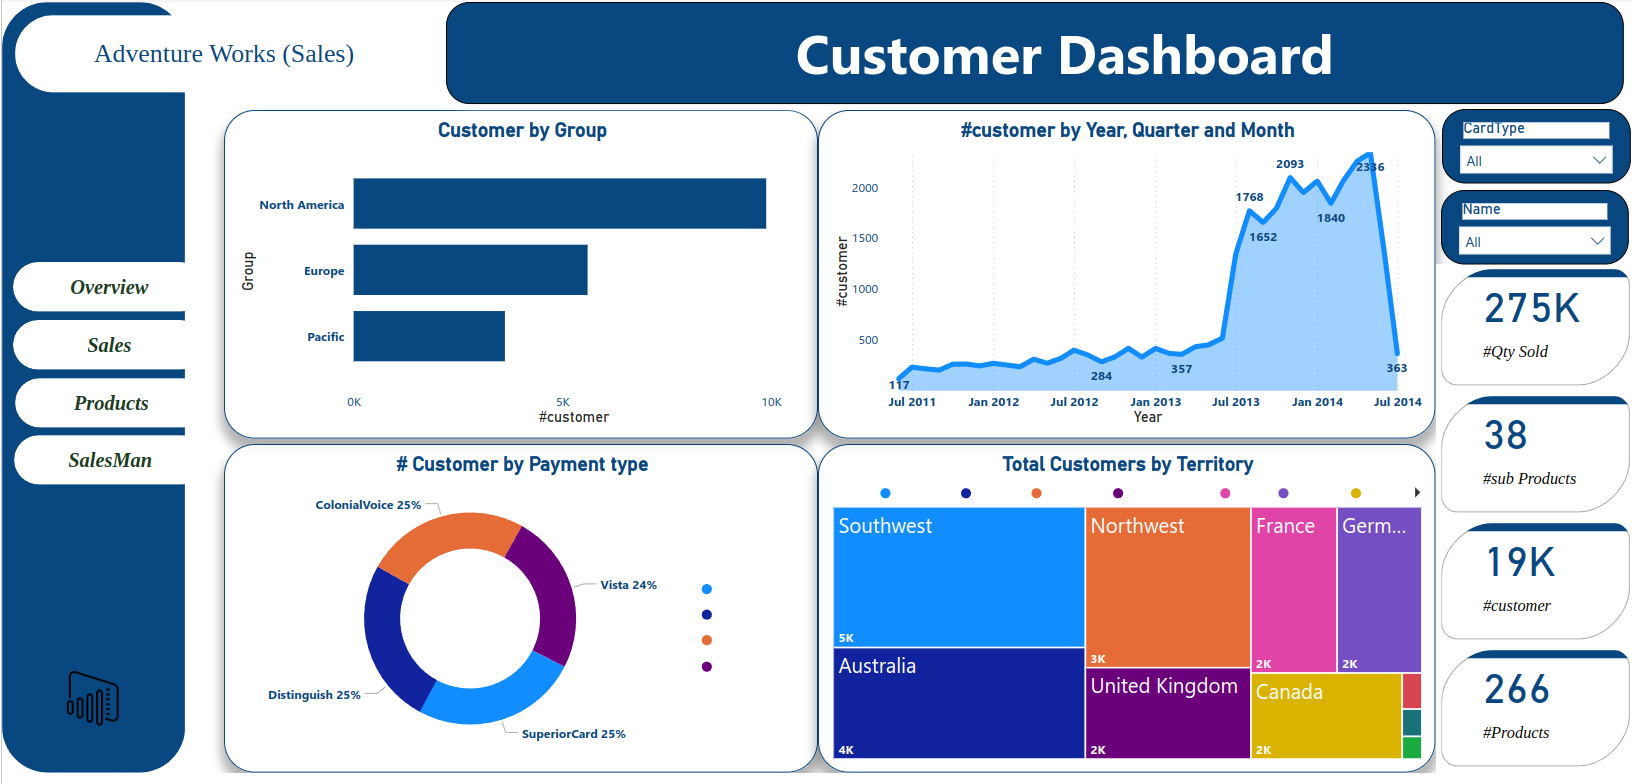 Adventure Works (Sales)
Customer Dashboard
Overview
Sales
Products
SalesMan
Customer by Group
Group
North America
Europe
Pacific
0K
5K
10K
#customer
#customer by Year, Quarter and Month
#customer
2000
1500
1000
500
117
284
357
1768
1652
2093
1840
2336
363
Jul 2011
Jan 2012
Jul 2012
Jan 2013
Jul 2013
Jan 2014
Jul 2014
Year
CardType
All
Name
All
275K
#Qty Sold
38
#sub Products
19K
#customer
266
#Products
# Customer by Payment type
ColonialVoice 25%
Vista 24%
Distinguish 25%
SuperiorCard 25%
Total Customers by Territory
Southwest
5K
Australia
4K
Northwest
3K
United Kingdom
2K
France
2K
Germ...
2K
Canada
2K